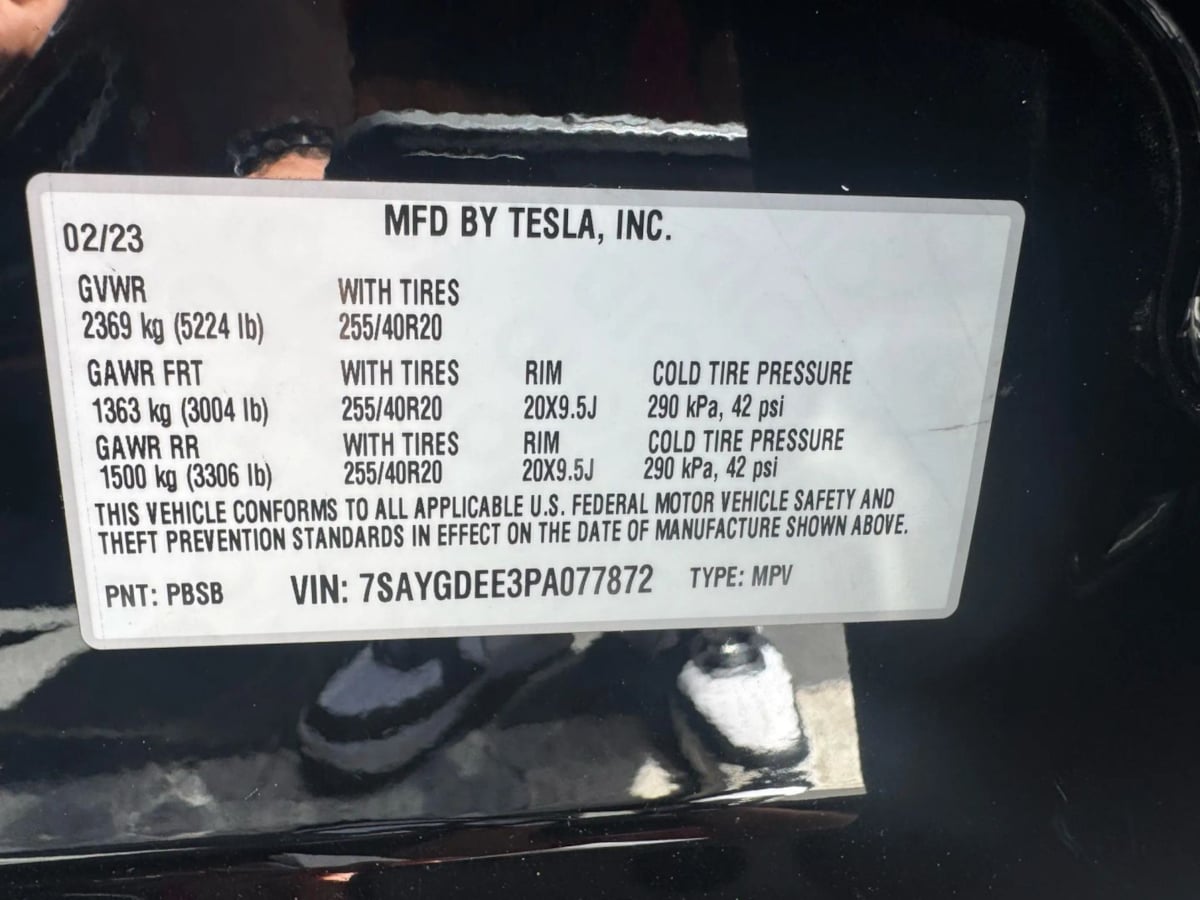 MFD BY TESLA, INC.
02/23
GVWR WITH TIRES
2369 kg (5224 lb) 255/40R20
GAWR FRT WITH TIRES RIM COLD TIRE PRESSURE
1363 kg (3004 lb) 255/40R20 20X9.5J 290 kPa, 42 psi
GAWR RR WITH TIRES RIM COLD TIRE PRESSURE
1500 kg (3306 lb) 255/40R20 20X9.5J 290 kPa, 42 psi
THIS VEHICLE CONFORMS TO ALL APPLICABLE U.S. FEDERAL MOTOR VEHICLE SAFETY AND
THEFT PREVENTION STANDARDS IN EFFECT ON THE DATE OF MANUFACTURE SHOWN ABOVE.
PNT: PBSB VIN: 7SAYGDEE3PA077872 TYPE: MPV